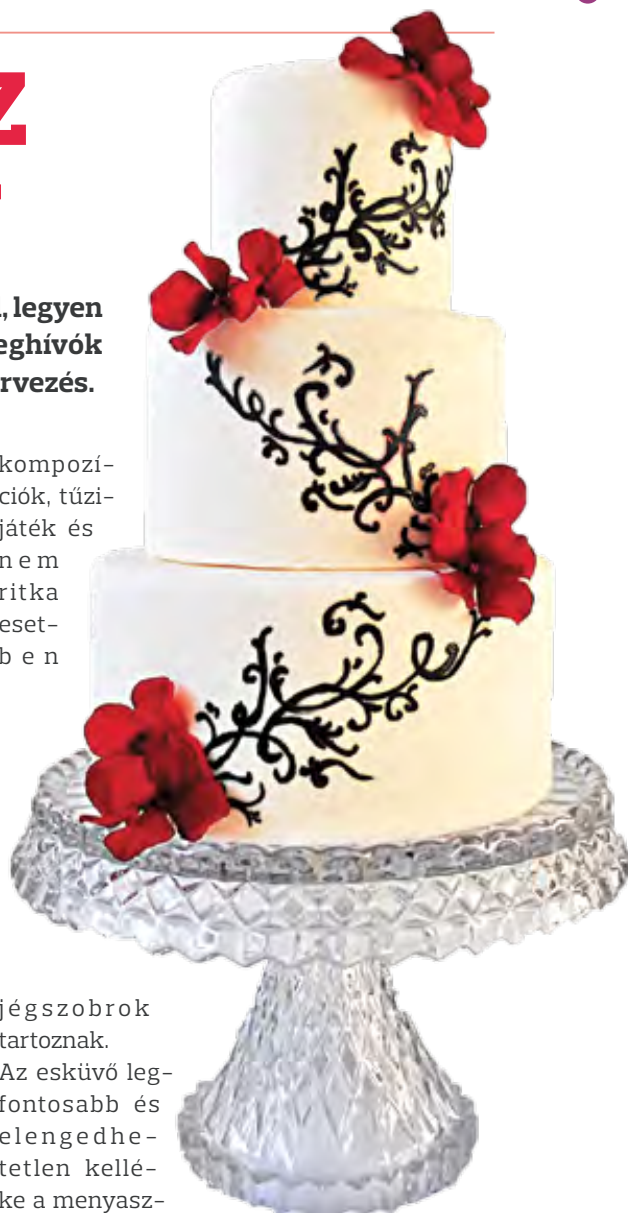 z
, legyen
eghívók
rvezés.
kompozí-
ciók, tűzi-
játék és
nem
ritka
eset-
ben
jégszobrok
tartoznak.
Az esküvő leg-
fontosabb és
elengedhe-
tetlen kellé-
ke a menyasz-